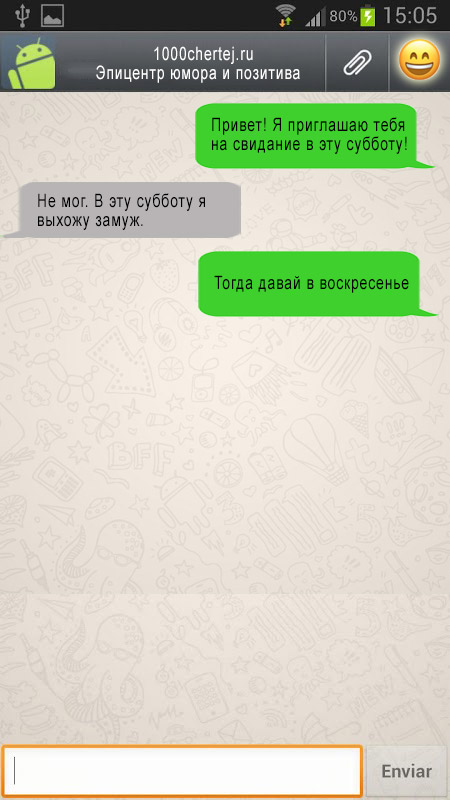 80% 15:05
1000chertej.ru
Эпицентр юмора и позитива
Привет! Я приглашаю тебя
на свидание в эту субботу!
Не мог. В эту субботу я
выхожу замуж.
Тогда давай в воскресенье
BFF
Enviar